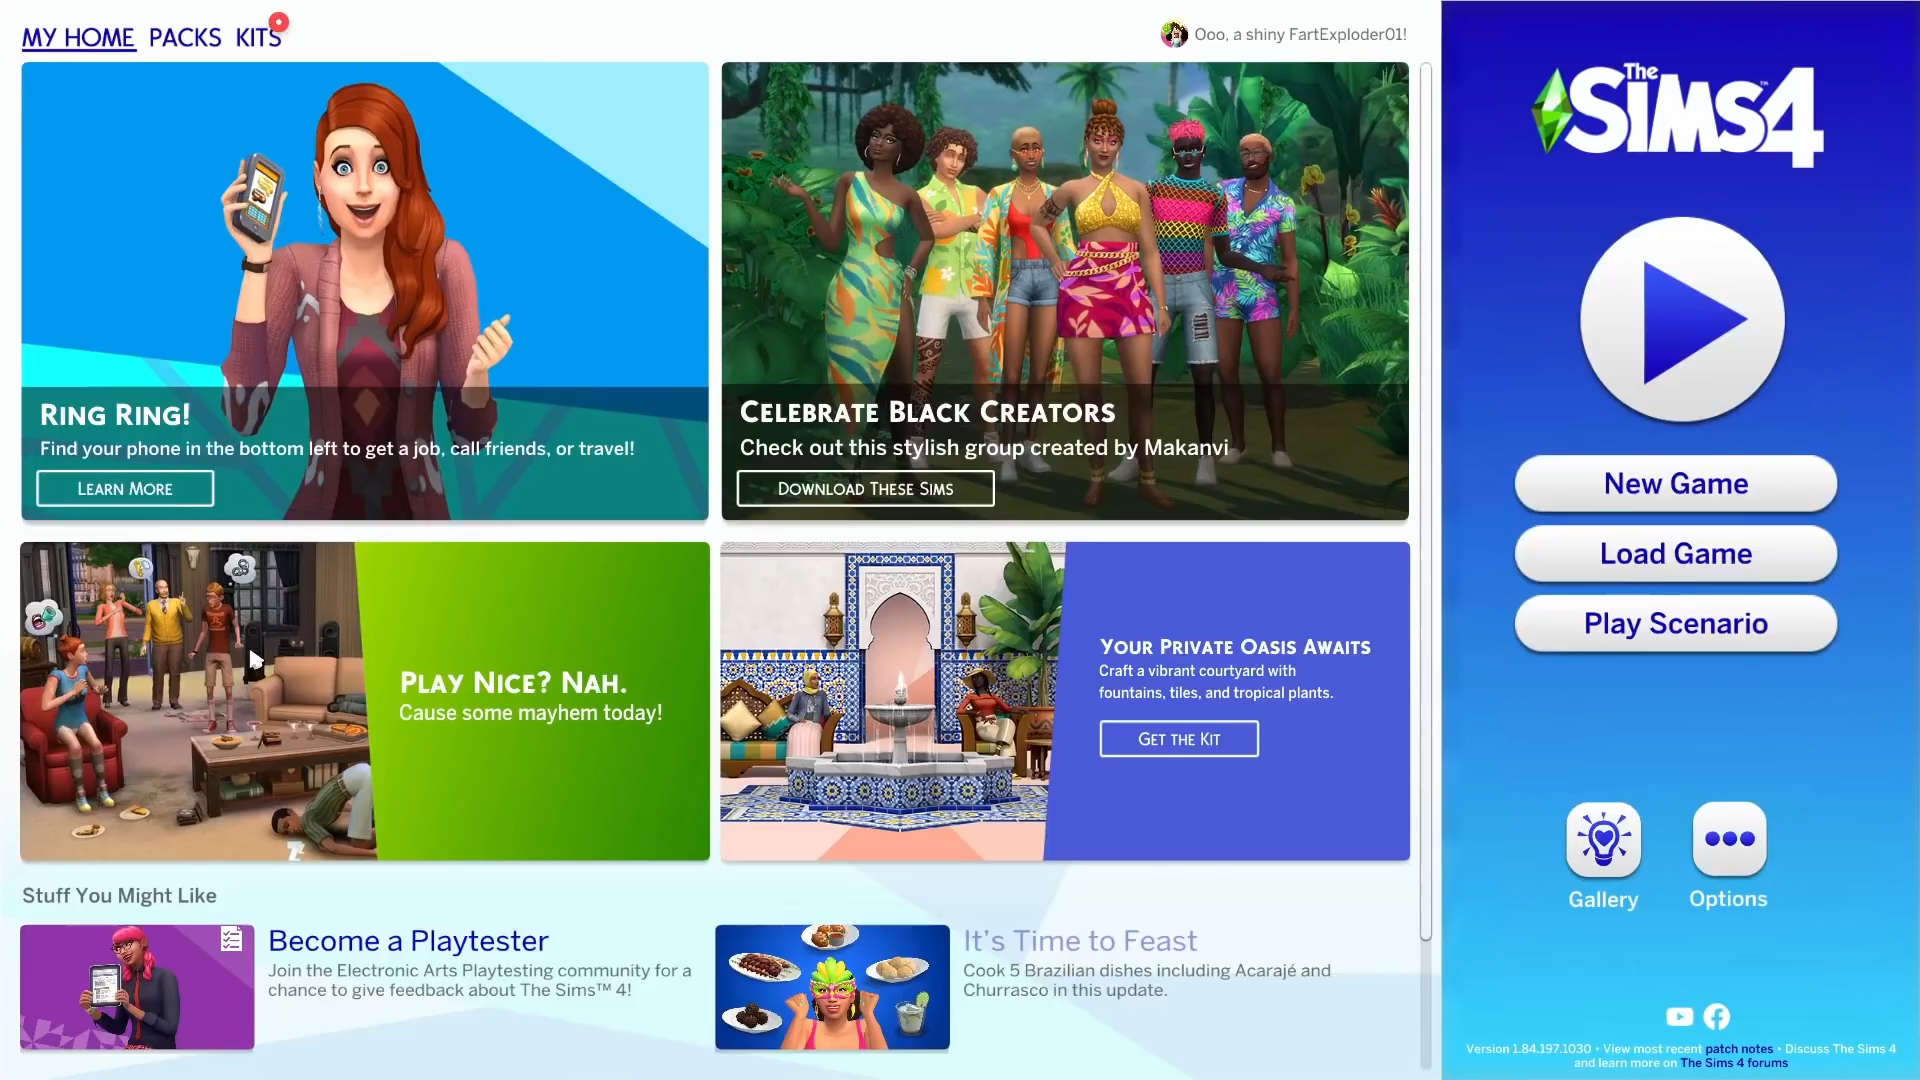 MY HOME PACKS KITS
Ooo, a shiny FartExploder01!
RING RING!
Find your phone in the bottom left to get a job, call friends, or travel!
LEARN MORE
CELEBRATE BLACK CREATORS
Check out this stylish group created by Makanvi
DOWNLOAD THESE SIMS
PLAY NICE? NAH.
Cause some mayhem today!
YOUR PRIVATE OASIS AWAITS
Craft a vibrant courtyard with
fountains, tiles, and tropical plants.
GET THE KIT
Stuff You Might Like
Become a Playtester
Join the Electronic Arts Playtesting community for a
chance to give feedback about The Sims™ 4!
It's Time to Feast
Cook 5 Brazilian dishes including Acarajé and
Churrasco in this update.
The
SIMS 4™
New Game
Load Game
Play Scenario
Gallery
Options
Version 1.84.197.1030 • View most recent patch notes • Discuss The Sims 4
and learn more on The Sims 4 forums